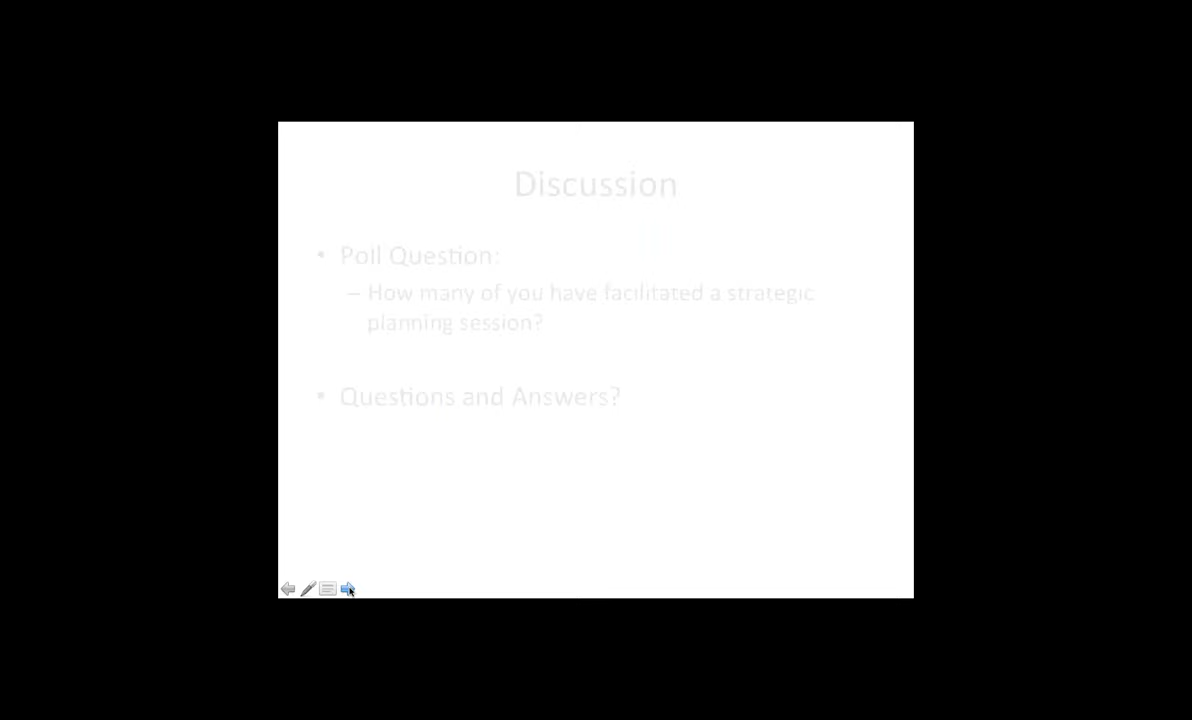 Discussion
• Poll Question:
– How many of you have facilitated a strategic
planning session?
• Questions and Answers?